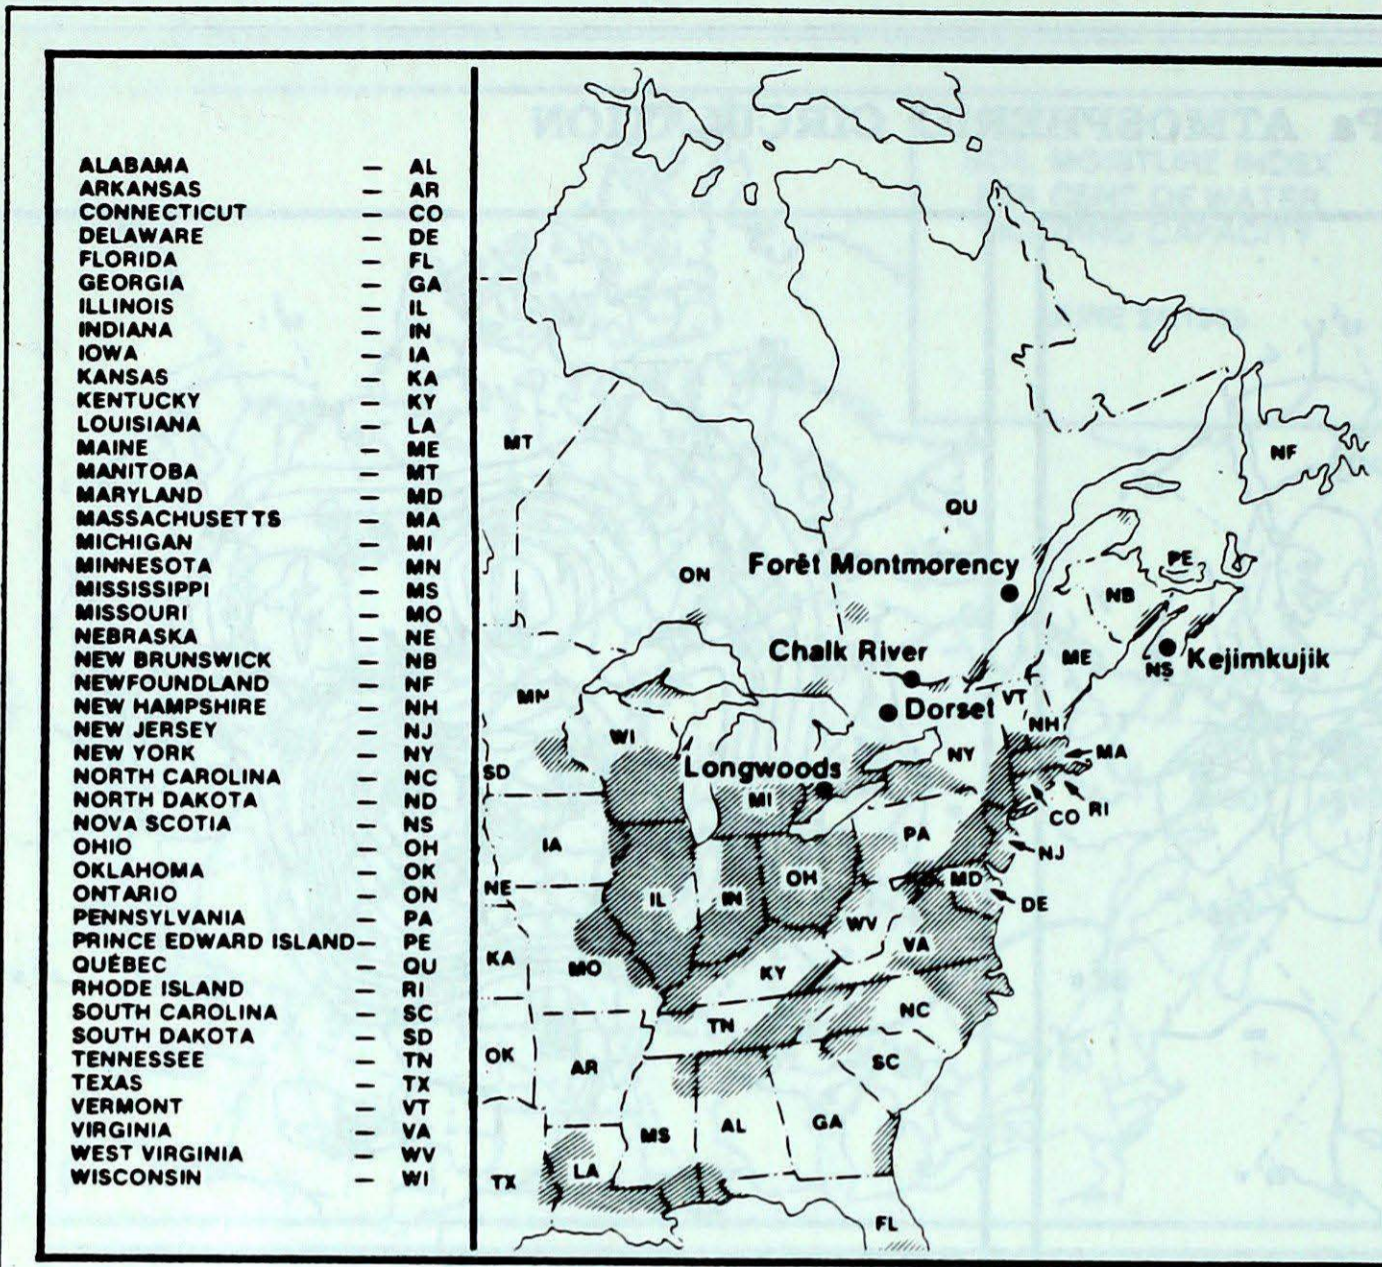 ALABAMA — AL
ARKANSAS — AR
CONNECTICUT — CO
DELAWARE — DE
FLORIDA — FL
GEORGIA — GA
ILLINOIS — IL
INDIANA — IN
IOWA — IA
KANSAS — KA
KENTUCKY — KY
LOUISIANA — LA
MAINE — ME
MANITOBA — MT
MARYLAND — MD
MASSACHUSETTS — MA
MICHIGAN — MI
MINNESOTA — MN
MISSISSIPPI — MS
MISSOURI — MO
NEBRASKA — NE
NEW BRUNSWICK — NB
NEWFOUNDLAND — NF
NEW HAMPSHIRE — NH
NEW JERSEY — NJ
NEW YORK — NY
NORTH CAROLINA — NC
NORTH DAKOTA — ND
NOVA SCOTIA — NS
OHIO — OH
OKLAHOMA — OK
ONTARIO — ON
PENNSYLVANIA — PA
PRINCE EDWARD ISLAND — PE
QUÉBEC — QU
RHODE ISLAND — RI
SOUTH CAROLINA — SC
SOUTH DAKOTA — SD
TENNESSEE — TN
TEXAS — TX
VERMONT — VT
VIRGINIA — VA
WEST VIRGINIA — WV
WISCONSIN — WI
MT
NF
QU
PE
ON
Forêt Montmorency
NB
Chalk River
ME
NS
Kejimkujik
MN
VT
Dorset
NH
WI
NY
MA
SD
Longwoods
MI
CO
RI
IA
PA
NJ
NE
IL
IN
OH
MD
DE
WV
VA
KA
MO
KY
NC
TN
OK
AR
SC
MS
AL
GA
LA
TX
FL
ATMOSPHERIC CIRCULATION
SOIL MOISTURE INDEX